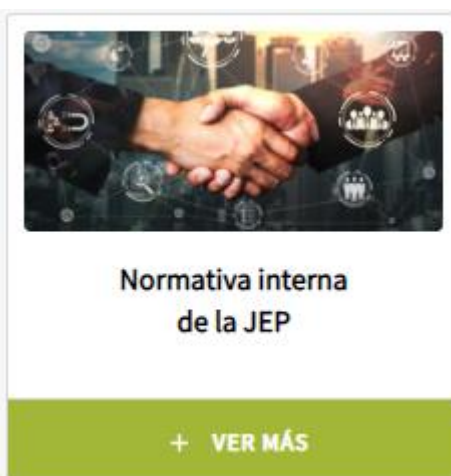 Normativa interna
de la JEP
+ VER MÁS